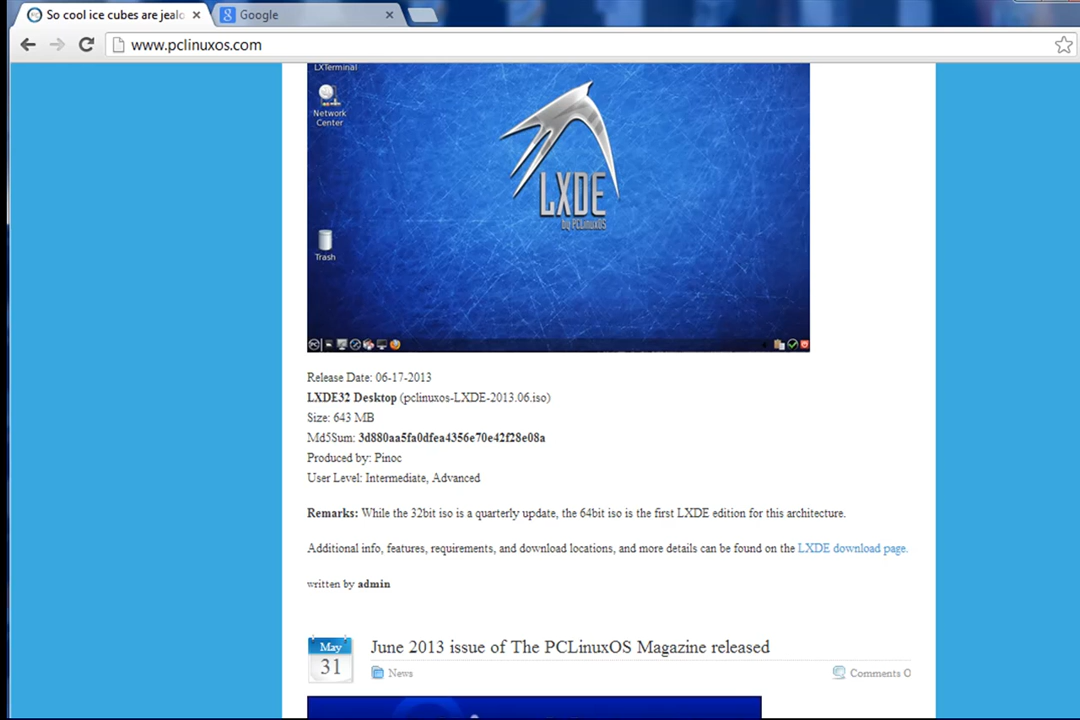 So cool ice cubes are jealo
Google
www.pclinuxos.com
LXTerminal
Network
Center
LXDE
by PCLinuxOS
Trash
Release Date: 06-17-2013
LXDE32 Desktop (pclinuxos-LXDE-2013.06.iso)
Size: 643 MB
Md5Sum: 3d880aa5fa0dfea4356e70e42f28e08a
Produced by: Pinoc
User Level: Intermediate, Advanced
Remarks: While the 32bit iso is a quarterly update, the 64bit iso is the first LXDE edition for this architecture.
Additional info, features, requirements, and download locations, and more details can be found on the LXDE download page.
written by admin
May
31
June 2013 issue of The PCLinuxOS Magazine released
News
Comments 0